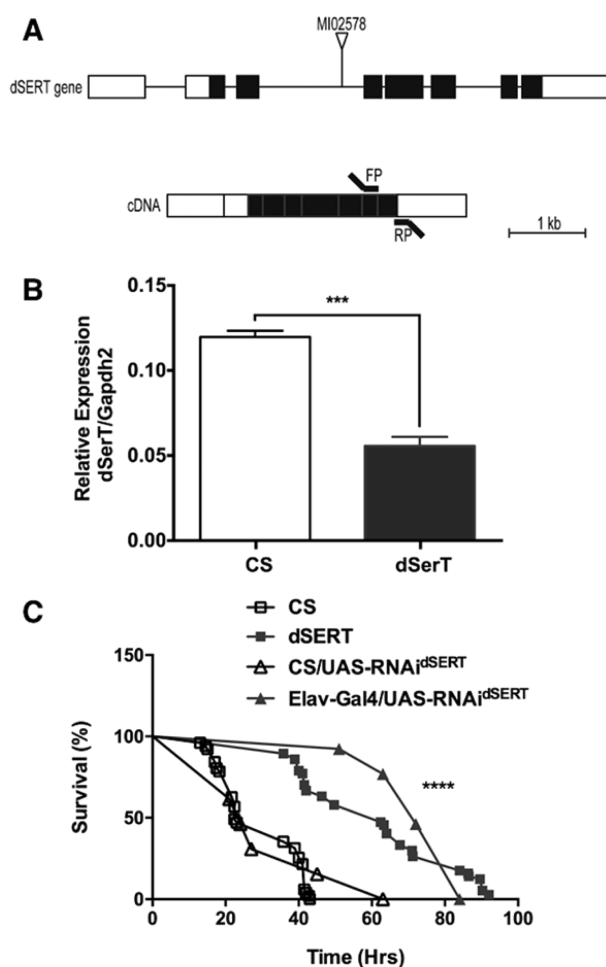 A
MI02578
dSERT gene
FP
cDNA
RP
1 kb
B
Relative Expression
dSerT/Gapdh2
0.15
0.10
0.05
0.00
***
CS
dSerT
C
CS
dSERT
CS/UAS-RNAi^dSERT
Elav-Gal4/UAS-RNAi^dSERT
Survival (%)
150
100
50
0
****
0 20 40 60 80 100
Time (Hrs)